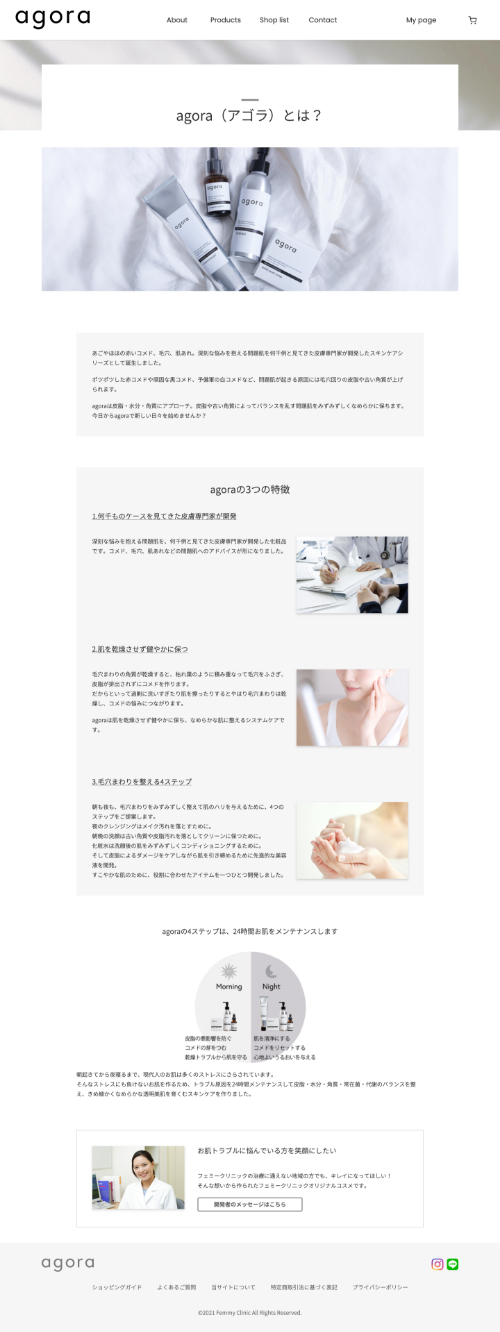 agora
About
Products
Shop list
Contact
My page
agora（アゴラ）とは？
agora
agora
agora
agora
あごやほほの赤いコメド、毛穴、肌あれ。深刻な悩みを抱える問題肌を何千例と見てきた皮膚専門家が開発したスキンケアシ
リーズとして誕生しました。
ポツポツした赤コメドや頑固な黒コメド、予備軍の白コメドなど、問題肌が起きる原因には毛穴回りの皮脂や古い角質が上げ
られます。
agoraは皮脂・水分・角質にアプローチ。皮脂や古い角質によってバランスを乱す問題肌をみずみずしくなめらかに保ちます。
今日からagoraで新しい日々を始めませんか？
agoraの3つの特徴
1.何千ものケースを見てきた皮膚専門家が開発
深刻な悩みを抱える問題肌を、何千例と見てきた皮膚専門家が開発した化粧品
です。コメド、毛穴、肌あれなどの問題肌へのアドバイスが形になりました。
2.肌を乾燥させず健やかに保つ
毛穴まわりの角質が乾燥すると、枯れ葉のように積み重なって毛穴をふさぎ、
皮脂が排出されずにコメドを作ります。
だからといって過剰に洗いすぎたり肌を擦ったりするとやはり毛穴まわりは乾
燥し、コメドの悩みにつながります。
agoraは肌を乾燥させず健やかに保ち、なめらかな肌に整えるシステムケアで
す。
3.毛穴まわりを整える4ステップ
朝も夜も、毛穴まわりをみずみずしく整えて肌のハリを与えるために、4つの
ステップをご提案します。
夜のクレンジングはメイク汚れを落とすために。
朝晩の洗顔は古い角質や皮脂汚れを落としてクリーンに保つために。
化粧水は洗顔後の肌をみずみずしくコンディショニングするために。
そして皮脂によるダメージをケアしながら肌を引き締めるために先進的な美容
液を開発。
すこやかな肌のために、役割に合わせたアイテムを一つひとつ開発しました。
agoraの4ステップは、24時間お肌をメンテナンスします
Morning
Night
皮脂の悪影響を防ぐ
コメドの芽をつむ
乾燥トラブルから肌を守る
肌を清浄にする
コメドをリセットする
心地よいうるおいを与える
朝起きてから夜寝るまで、現代人のお肌は多くのストレスにさらされています。
そんなストレスにも負けないお肌を作るため、トラブル原因を24時間メンテナンスして皮脂・水分・角質・常在菌・代謝のバランスを整
え、きめ細かくなめらかな透明美肌を育くむスキンケアを作りました。
お肌トラブルに悩んでいる方を笑顔にしたい
フェミークリニックの治療に通えない地域の方でも、キレイになってほしい！
そんな想いから作られたフェミークリニックオリジナルコスメです。
開発者のメッセージはこちら
agora
ショッピングガイド
よくあるご質問
当サイトについて
特定商取引法に基づく表記
プライバシーポリシー
©2021 Femmy Clinic All Rights Reserved.